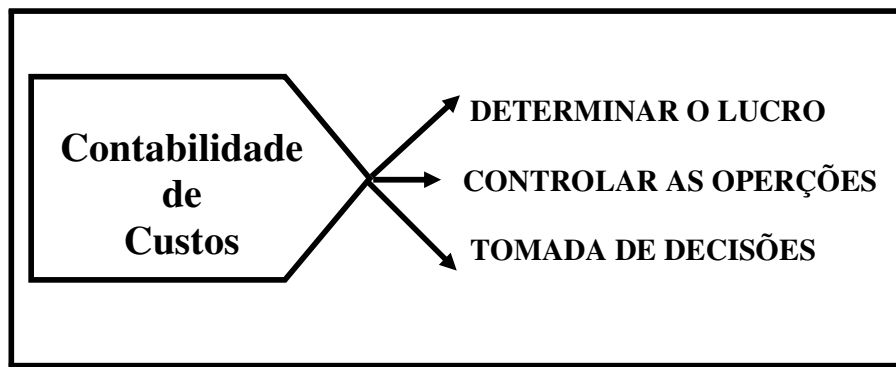 Contabilidade
de
Custos
DETERMINAR O LUCRO
CONTROLAR AS OPERÇÕES
TOMADA DE DECISÕES